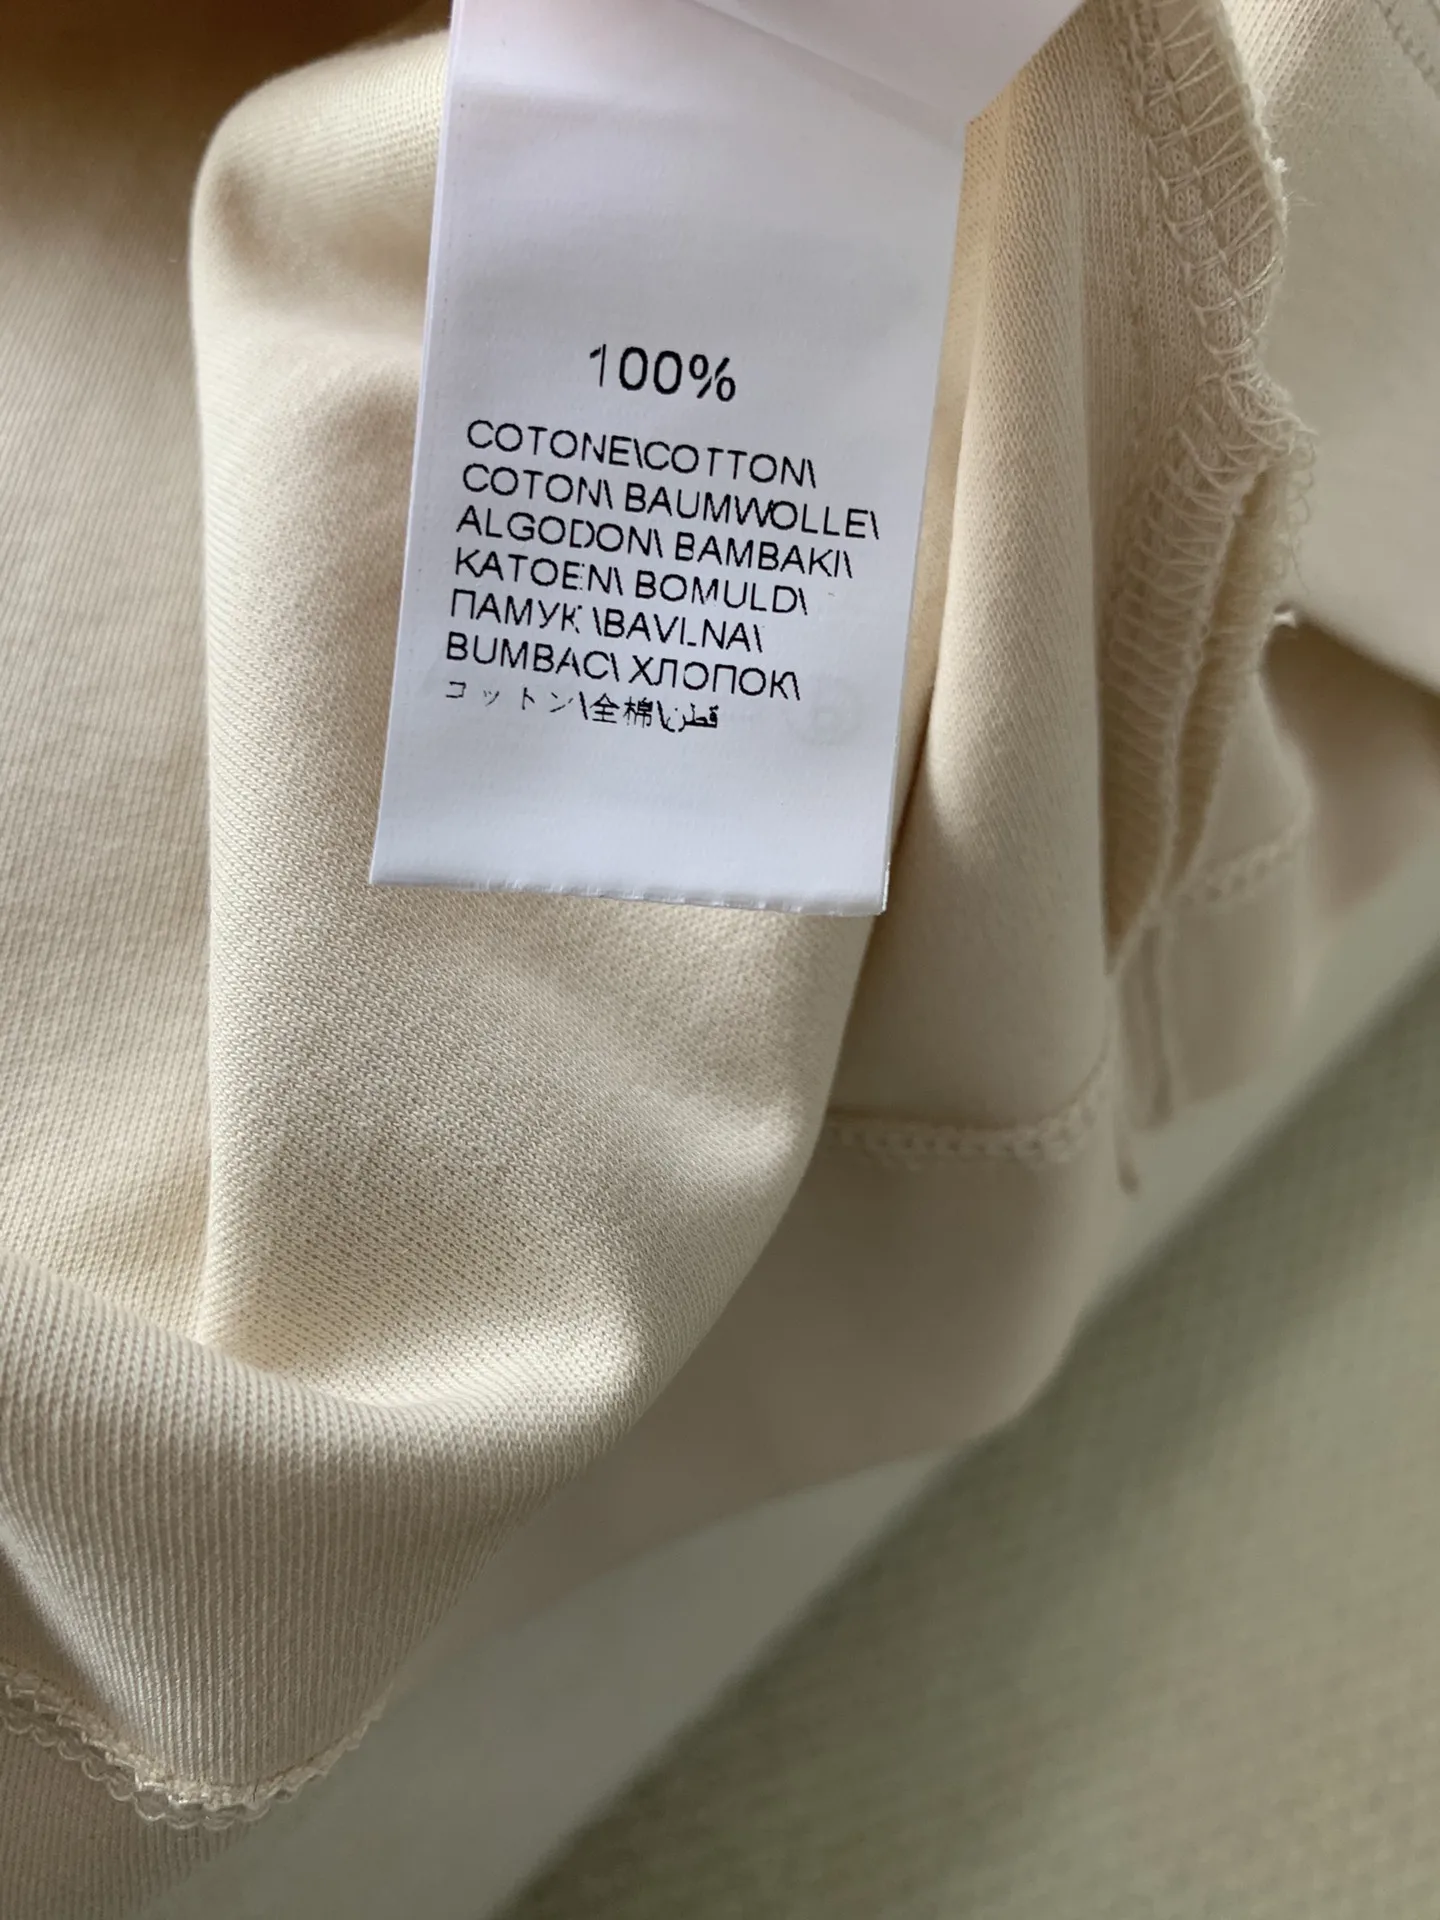 100%
COTONE\COTTON\
COTON\ BAUMWOLLE\
ALGODON\ BAMBAKI\
KATOEN\ BOMULD\
ПАМУК \BAVLNA\
BUMBAC\ ХЛОПОК\
コットン\全棉\قطن